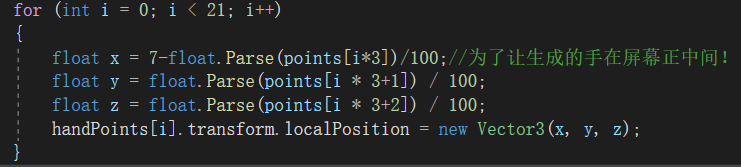 for (int i = 0; i < 21; i++)
{
float x = 7-float.Parse(points[i*3])/100;//为了让生成的手在屏幕正中间!
float y = float.Parse(points[i * 3+1]) / 100;
float z = float.Parse(points[i * 3+2]) / 100;
handPoints[i].transform.localPosition = new Vector3(x, y, z);
}